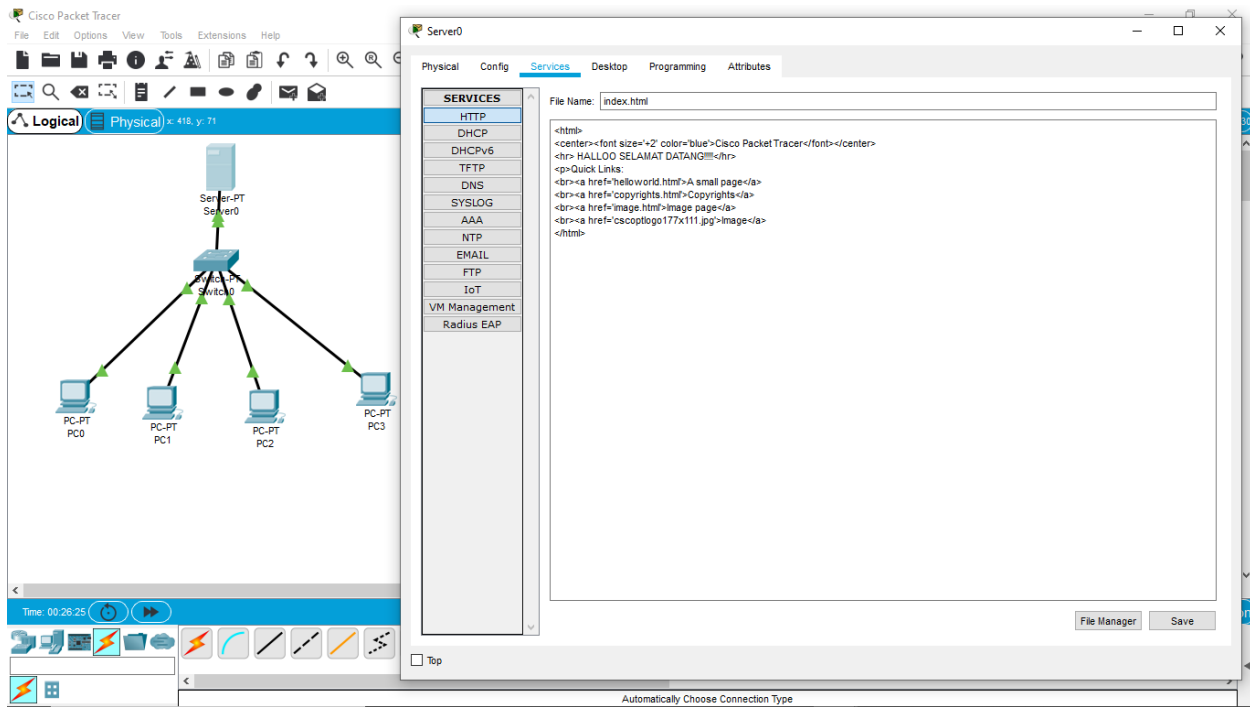 Cisco Packet Tracer
File Edit Options View Tools Extensions Help
Logical
Physical
x: 418, y: 71
Server-PT
Server0
Switch-PT
Switch0
PC-PT
PC0
PC-PT
PC1
PC-PT
PC2
PC-PT
PC3
Time: 00:26:25
Automatically Choose Connection Type
Server0
Physical Config Services Desktop Programming Attributes
SERVICES
HTTP
DHCP
DHCPv6
TFTP
DNS
SYSLOG
AAA
NTP
EMAIL
FTP
IoT
VM Management
Radius EAP
File Name: index.html
<html>
<center><font size='+2' color='blue'>Cisco Packet Tracer</font></center>
<hr> HALLOO SELAMAT DATANG!!!!</hr>
<p>Quick Links:
<br><a href='helloworld.html'>A small page</a>
<br><a href='copyrights.html'>Copyrights</a>
<br><a href='image.html'>Image page</a>
<br><a href='cscoptlogo177x111.jpg'>Image</a>
</html>
File Manager
Save
Top